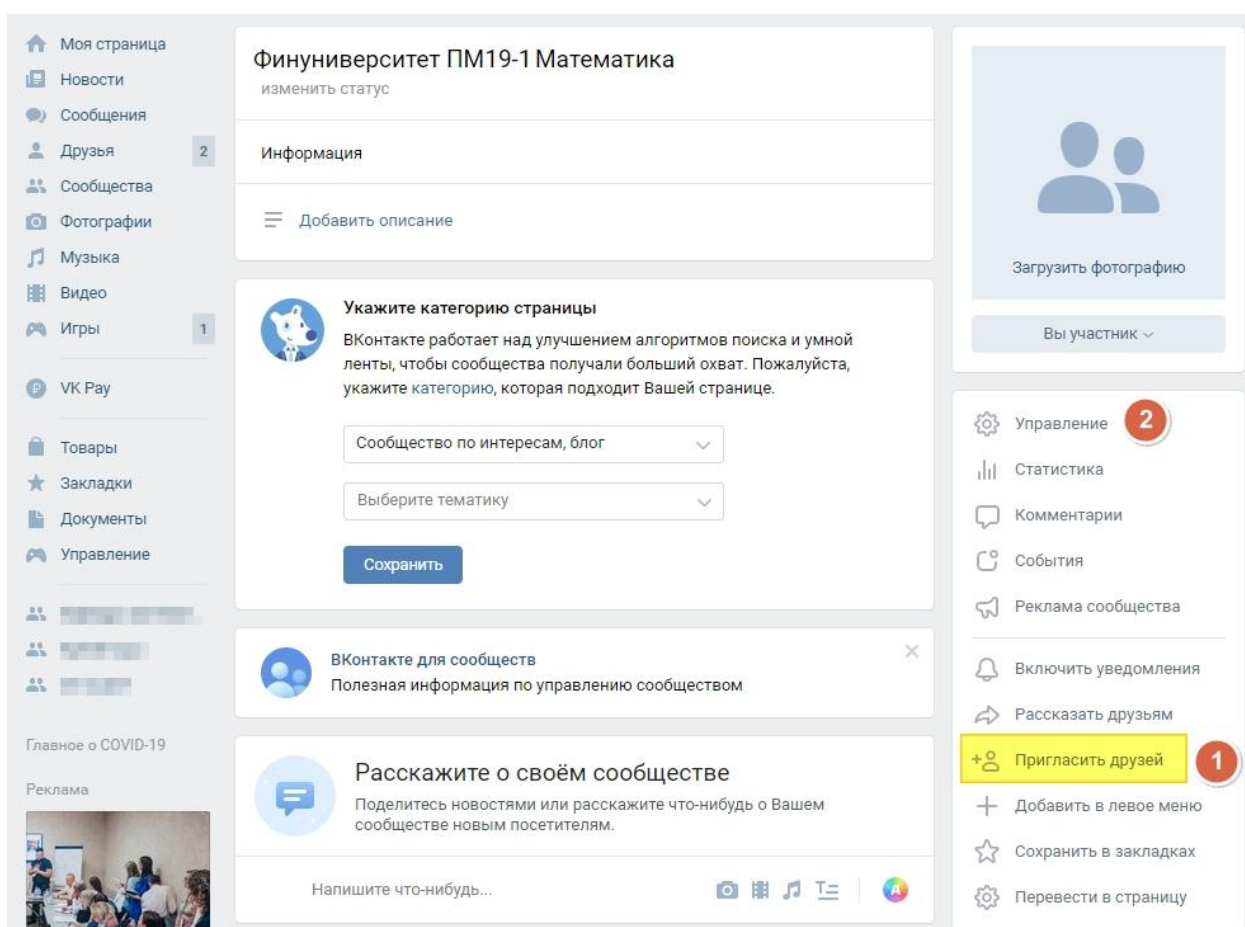 Моя страница
Новости
Сообщения
Друзья 2
Сообщества
Фотографии
Музыка
Видео
Игры 1
VK Pay
Товары
Закладки
Документы
Управление
Главное о COVID-19
Реклама
Финуниверситет ПМ19-1 Математика
изменить статус
Информация
Добавить описание
Укажите категорию страницы
ВКонтакте работает над улучшением алгоритмов поиска и умной
ленты, чтобы сообщества получали больший охват. Пожалуйста,
укажите категорию, которая подходит Вашей странице.
Сообщество по интересам, блог
Выберите тематику
Сохранить
ВКонтакте для сообществ
Полезная информация по управлению сообществом
Расскажите о своём сообществе
Поделитесь новостями или расскажите что-нибудь о Вашем
сообществе новым посетителям.
Напишите что-нибудь...
Загрузить фотографию
Вы участник
Управление 2
Статистика
Комментарии
События
Реклама сообщества
Включить уведомления
Рассказать друзьям
Пригласить друзей 1
Добавить в левое меню
Сохранить в закладках
Перевести в страницу